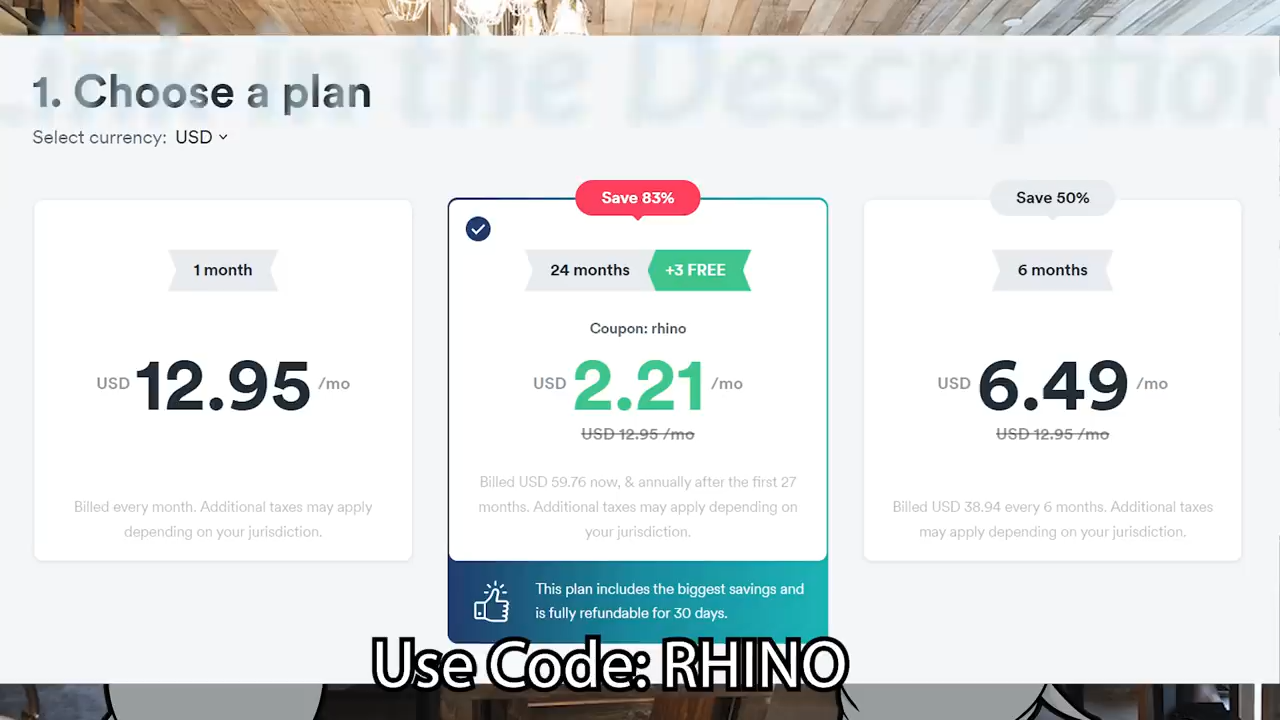 Link in the Description
1. Choose a plan
Select currency: USD
Save 83%
Save 50%
1 month
24 months
+3 FREE
6 months
Coupon: rhino
USD 12.95 /mo
USD 2.21 /mo
USD 6.49 /mo
USD 12.95 /mo
USD 12.95 /mo
Billed every month. Additional taxes may apply
depending on your jurisdiction.
Billed USD 59.76 now, & annually after the first 27
months. Additional taxes may apply depending on
your jurisdiction.
Billed USD 38.94 every 6 months. Additional taxes
may apply depending on your jurisdiction.
This plan includes the biggest savings and
is fully refundable for 30 days.
Use Code: RHINO